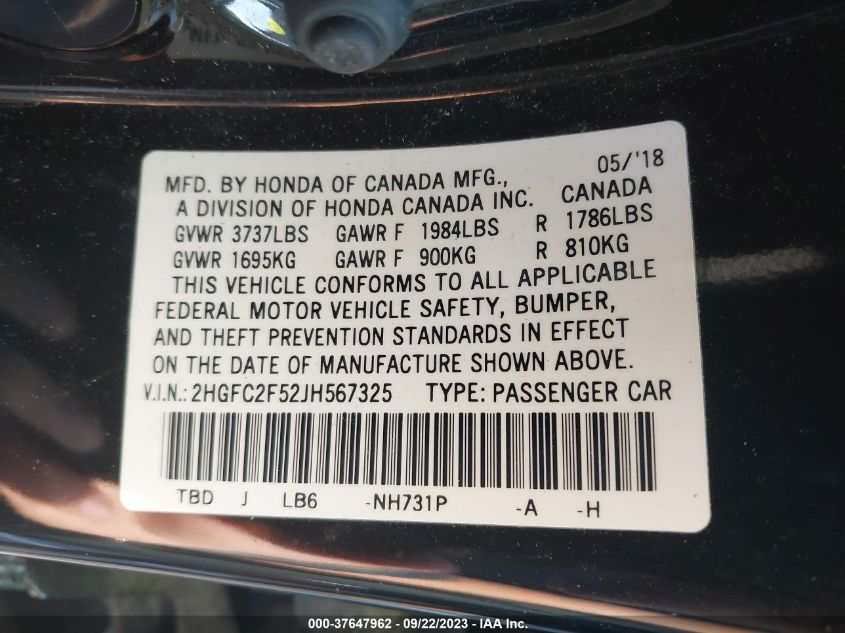 MFD. BY HONDA OF CANADA MFG., 05/'18
A DIVISION OF HONDA CANADA INC. CANADA
GVWR 3737LBS GAWR F 1984LBS R 1786LBS
GVWR 1695KG GAWR F 900KG R 810KG
THIS VEHICLE CONFORMS TO ALL APPLICABLE
FEDERAL MOTOR VEHICLE SAFETY, BUMPER,
AND THEFT PREVENTION STANDARDS IN EFFECT
ON THE DATE OF MANUFACTURE SHOWN ABOVE.
V.I.N.: 2HGFC2F52JH567325 TYPE: PASSENGER CAR
TBD J LB6 -NH731P -A -H
000-37647962 - 09/22/2023 - IAA Inc.